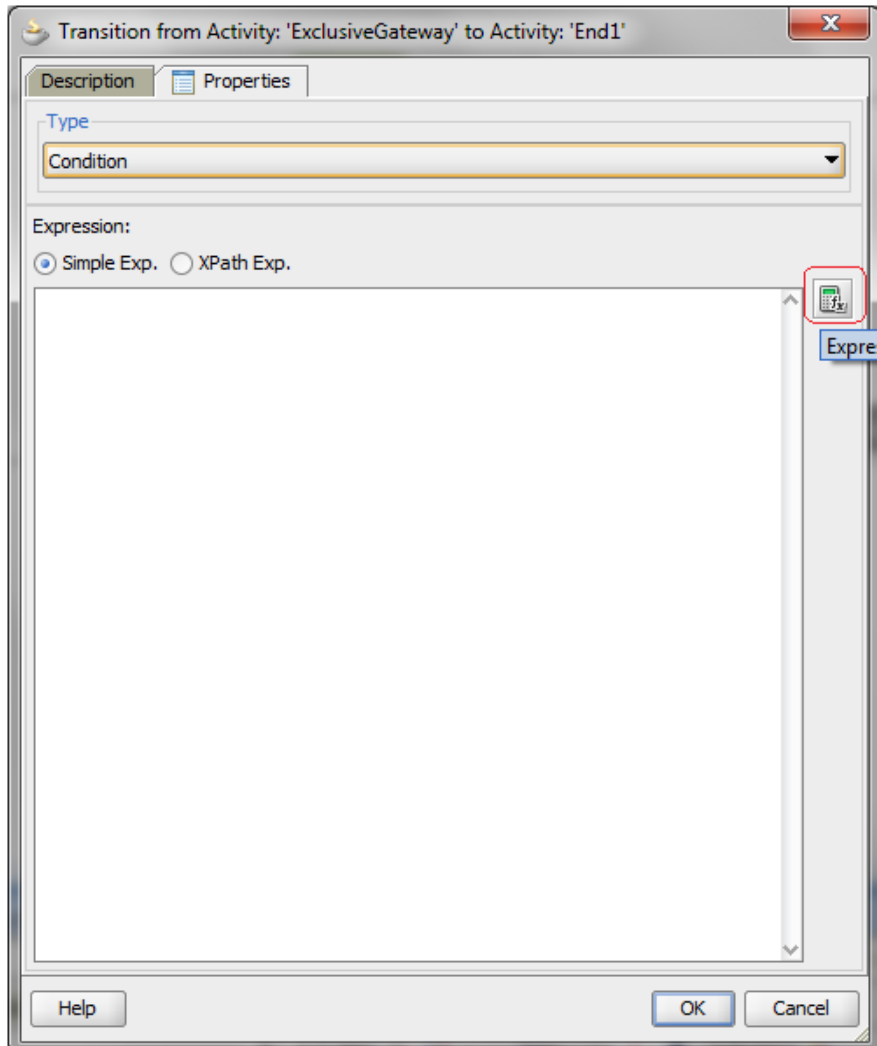 Transition from Activity: 'ExclusiveGateway' to Activity: 'End1'
Description Properties
Type
Condition
Expression:
Simple Exp. XPath Exp.
fx
Expre
Help OK Cancel